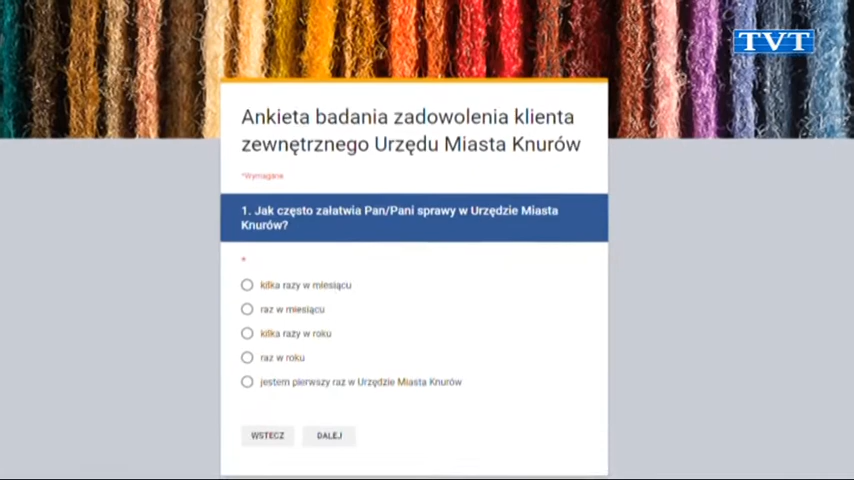 TVT
Ankieta badania zadowolenia klienta
zewnętrznego Urzędu Miasta Knurów
*Wymagane
1. Jak często załatwia Pan/Pani sprawy w Urzędzie Miasta
Knurów?
*
kilka razy w miesiącu
raz w miesiącu
kilka razy w roku
raz w roku
jestem pierwszy raz w Urzędzie Miasta Knurów
WSTECZ DALEJ